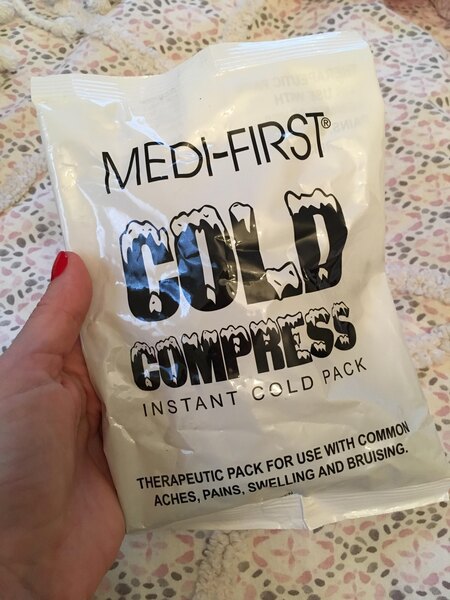 MEDI-FIRST®
COLD
COMPRESS
INSTANT COLD PACK
THERAPEUTIC PACK FOR USE WITH COMMON
ACHES, PAINS, SWELLING AND BRUISING.